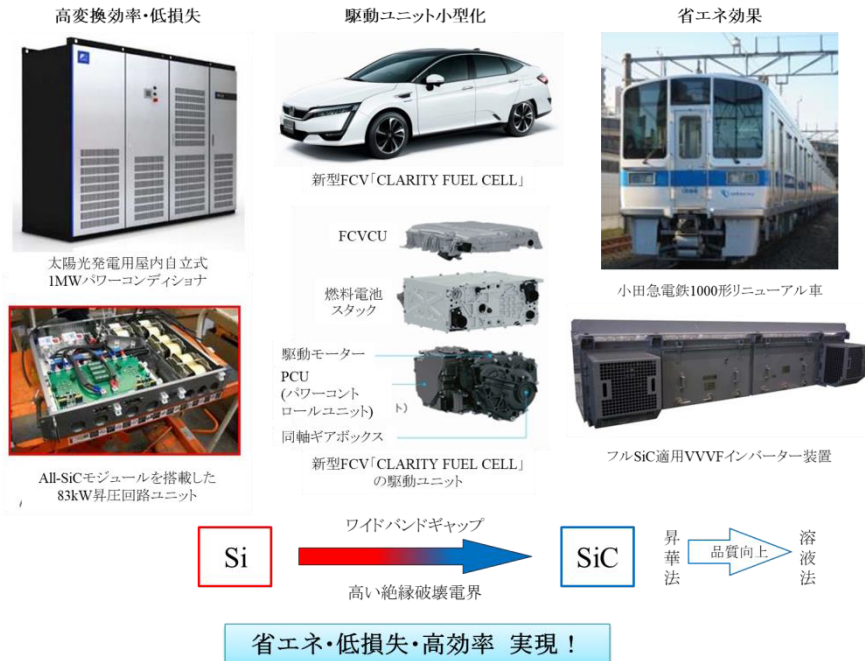 高変換効率・低損失
駆動ユニット小型化
省エネ効果
太陽光発電用屋内自立式
1MWパワーコンディショナ
新型FCV「CLARITY FUEL CELL」
小田急電鉄1000形リニューアル車
FCVCU
燃料電池
スタック
駆動モーター
PCU
(パワーコント
ロールユニット)
ト)
同軸ギアボックス
All-SiCモジュールを搭載した
83kW昇圧回路ユニット
新型FCV「CLARITY FUEL CELL」
の駆動ユニット
フルSiC適用VVVFインバーター装置
Si
ワイドバンドギャップ
高い絶縁破壊電界
SiC
昇華法
品質向上
溶液法
省エネ・低損失・高効率 実現！